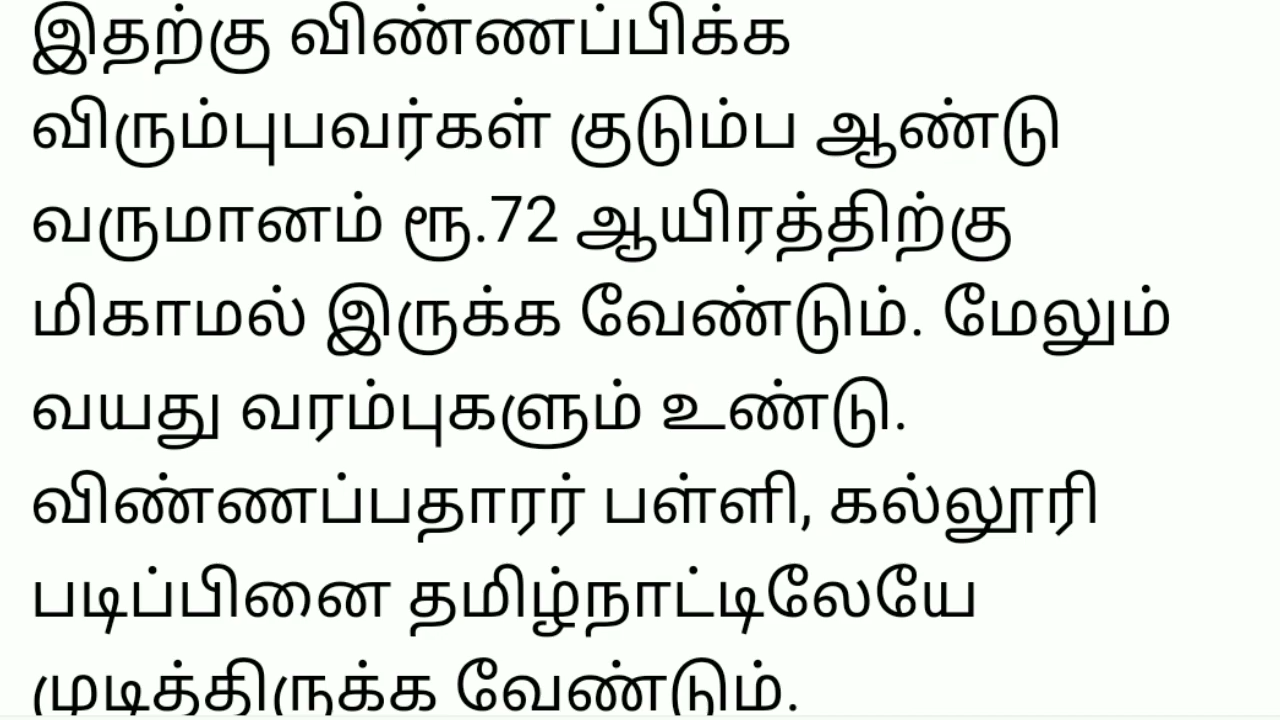 இதற்கு விண்ணப்பிக்க
விரும்புபவர்கள் குடும்ப ஆண்டு
வருமானம் ரூ.72 ஆயிரத்திற்கு
மிகாமல் இருக்க வேண்டும். மேலும்
வயது வரம்புகளும் உண்டு.
விண்ணப்பதாரர் பள்ளி, கல்லூரி
படிப்பினை தமிழ்நாட்டிலேயே
முடித்திருக்க வேண்டும்.